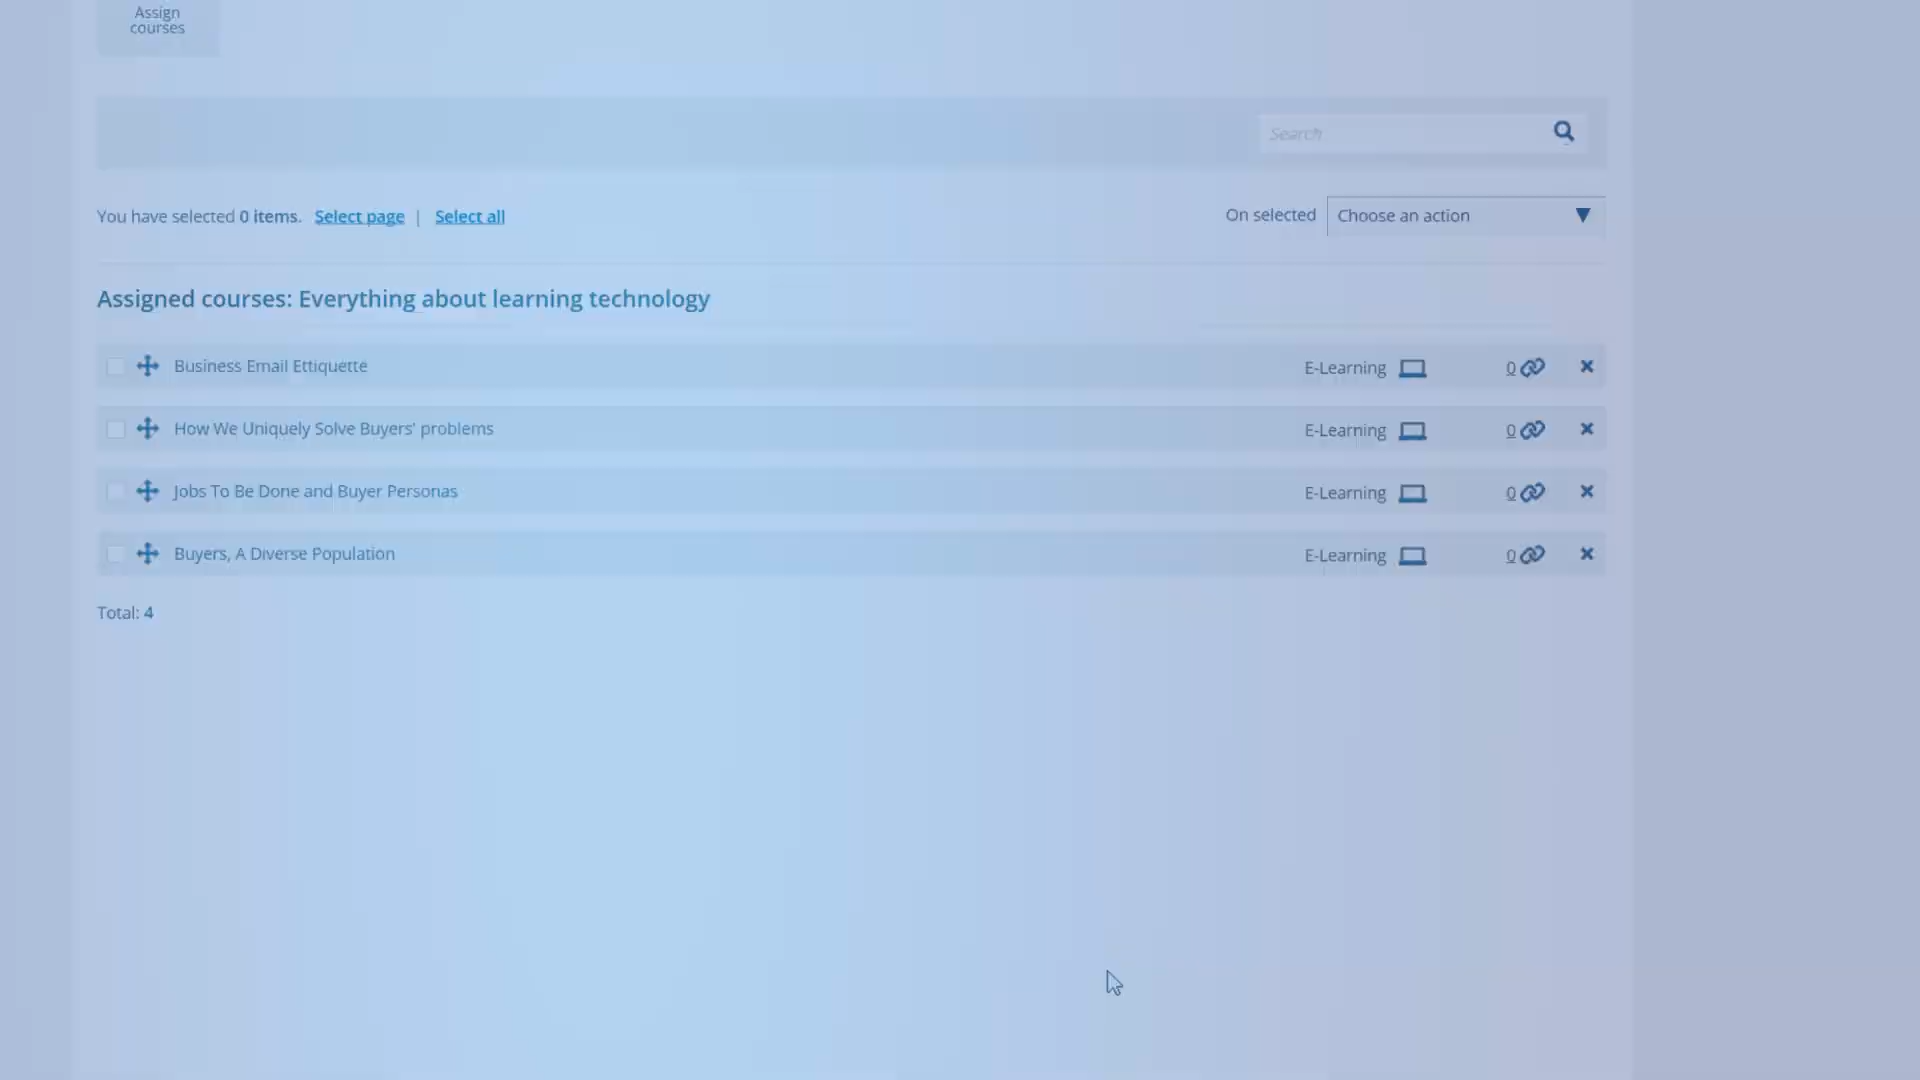 Assign
courses
Search
You have selected 0 items. Select page | Select all
On selected Choose an action
Assigned courses: Everything about learning technology
Business Email Ettiquette E-Learning 0
How We Uniquely Solve Buyers' problems E-Learning 0
Jobs To Be Done and Buyer Personas E-Learning 0
Buyers, A Diverse Population E-Learning 0
Total: 4